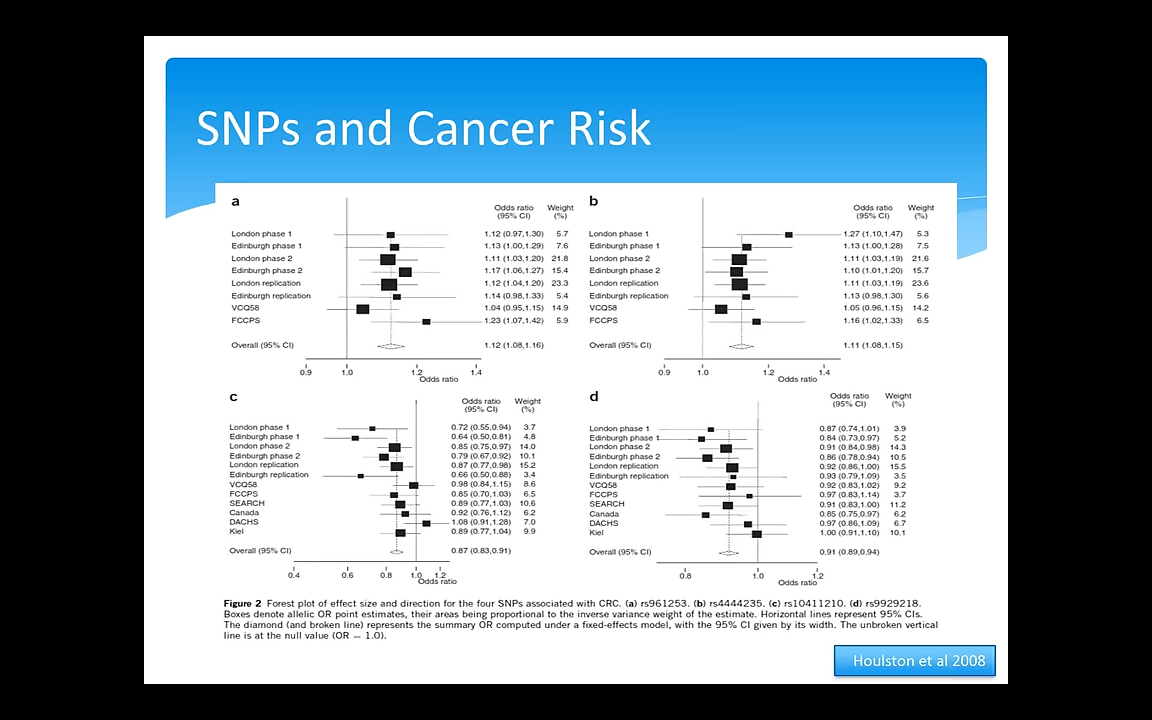 SNPs and Cancer Risk
a
Odds ratio Weight
(95% CI) (%)
London phase 1 1.12 (0.97,1.30) 5.7
Edinburgh phase 1 1.13 (1.00,1.29) 7.6
London phase 2 1.11 (1.03,1.20) 21.8
Edinburgh phase 2 1.17 (1.06,1.27) 15.4
London replication 1.12 (1.04,1.20) 23.3
Edinburgh replication 1.14 (0.98,1.33) 5.4
VCQ58 1.04 (0.95,1.15) 14.9
FCCPS 1.23 (1.07,1.42) 5.9
Overall (95% CI) 1.12 (1.08,1.16)
0.9 1.0 1.2 1.4
Odds ratio
b
Odds ratio Weight
(95% CI) (%)
London phase 1 1.27 (1.10,1.47) 5.3
Edinburgh phase 1 1.13 (1.00,1.28) 7.5
London phase 2 1.11 (1.03,1.19) 21.6
Edinburgh phase 2 1.10 (1.01,1.20) 15.7
London replication 1.11 (1.03,1.19) 23.6
Edinburgh replication 1.13 (0.98,1.30) 5.6
VCQ58 1.05 (0.96,1.15) 14.2
FCCPS 1.16 (1.02,1.33) 6.5
Overall (95% CI) 1.11 (1.08,1.15)
0.9 1.0 1.2 1.4
Odds ratio
c
Odds ratio Weight
(95% CI) (%)
London phase 1 0.72 (0.55,0.94) 3.7
Edinburgh phase 1 0.64 (0.50,0.81) 4.8
London phase 2 0.85 (0.75,0.97) 14.0
Edinburgh phase 2 0.79 (0.67,0.92) 10.1
London replication 0.87 (0.77,0.98) 15.2
Edinburgh replication 0.66 (0.50,0.88) 3.4
VCQ58 0.98 (0.84,1.15) 8.6
FCCPS 0.85 (0.70,1.03) 6.5
SEARCH 0.89 (0.77,1.03) 10.6
Canada 0.92 (0.76,1.12) 6.2
DACHS 1.08 (0.91,1.28) 7.0
Kiel 0.89 (0.77,1.04) 9.9
Overall (95% CI) 0.87 (0.83,0.91)
0.4 0.6 0.8 1.0 1.2
Odds ratio
d
Odds ratio Weight
(95% CI) (%)
London phase 1 0.87 (0.74,1.01) 3.9
Edinburgh phase 1 0.84 (0.73,0.97) 5.2
London phase 2 0.91 (0.84,0.98) 14.3
Edinburgh phase 2 0.86 (0.78,0.94) 10.5
London replication 0.92 (0.86,1.00) 15.5
Edinburgh replication 0.93 (0.79,1.09) 3.5
VCQ58 0.92 (0.83,1.02) 9.2
FCCPS 0.97 (0.83,1.14) 3.7
SEARCH 0.91 (0.83,1.00) 11.2
Canada 0.85 (0.75,0.97) 6.2
DACHS 0.97 (0.86,1.09) 6.7
Kiel 1.00 (0.91,1.10) 10.1
Overall (95% CI) 0.91 (0.89,0.94)
0.8 1.0 1.2
Odds ratio
Figure 2 Forest plot of effect size and direction for the four SNPs associated with CRC. (a) rs961253. (b) rs4444235. (c) rs10411210. (d) rs9929218.
Boxes denote allelic OR point estimates, their areas being proportional to the inverse variance weight of the estimate. Horizontal lines represent 95% CIs.
The diamond (and broken line) represents the summary OR computed under a fixed-effects model, with the 95% CI given by its width. The unbroken vertical
line is at the null value (OR = 1.0).
Houlston et al 2008